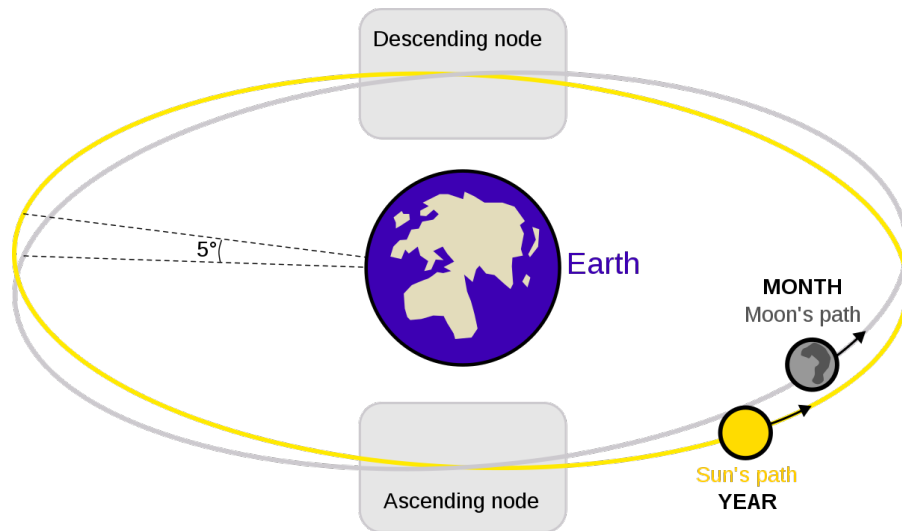 Descending node
5°
Earth
MONTH
Moon's path
Sun's path
YEAR
Ascending node